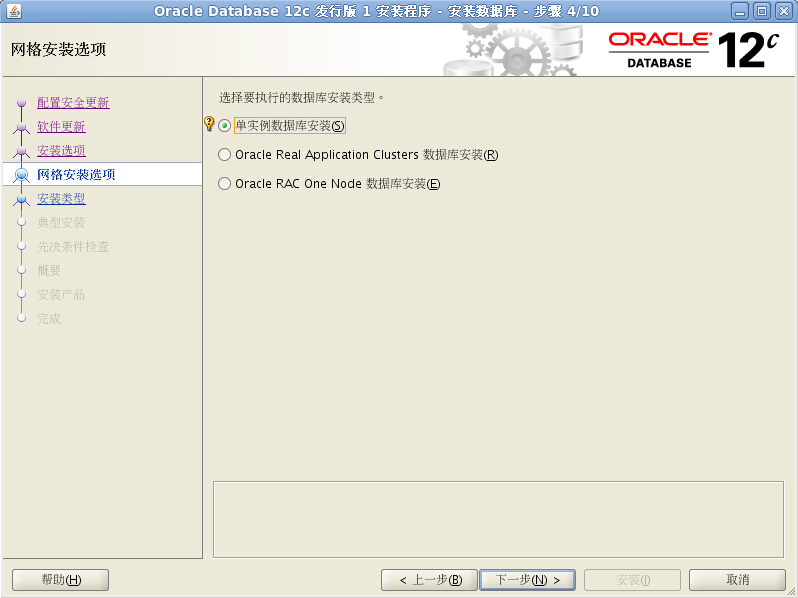 Oracle Database 12c 发行版 1 安装程序 - 安装数据库 - 步骤 4/10
网格安装选项
ORACLE
DATABASE
12c
配置安全更新
软件更新
安装选项
网格安装选项
安装类型
典型安装
先决条件检查
概要
安装产品
完成
选择要执行的数据库安装类型。
单实例数据库安装(S)
Oracle Real Application Clusters 数据库安装(R)
Oracle RAC One Node 数据库安装(E)
帮助(H)
< 上一步(B)
下一步(N) >
安装(I)
取消